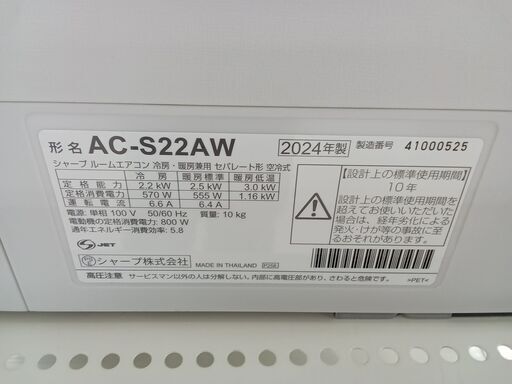 形名 AC-S22AW 2024年製 製造番号 41000525
シャープ ルームエアコン 冷房・暖房兼用 セパレート形 空冷式
冷房 暖房標準 暖房低温
定格能力 2.2 kW 2.5 kW 3.0 kW
定格消費電力 570 W 555 W 1.16 kW
運転電流 6.6 A 6.4 A
電源: 単相 100 V 50/60 Hz 質量: 10 kg
電動機の定格消費電力: 800 W
通年エネルギー消費効率: 5.8
【設計上の標準使用期間】
10 年
設計上の標準使用期間を
超えてお使いいただいた
場合は、経年劣化による
発火・けが等の事故に至る
おそれがあります。
S JET
シャープ株式会社 MADE IN THAILAND P256
高圧注意 サービスマン以外の人は分解しない。内部に高電圧部があり、さわると危険です。 >PET<